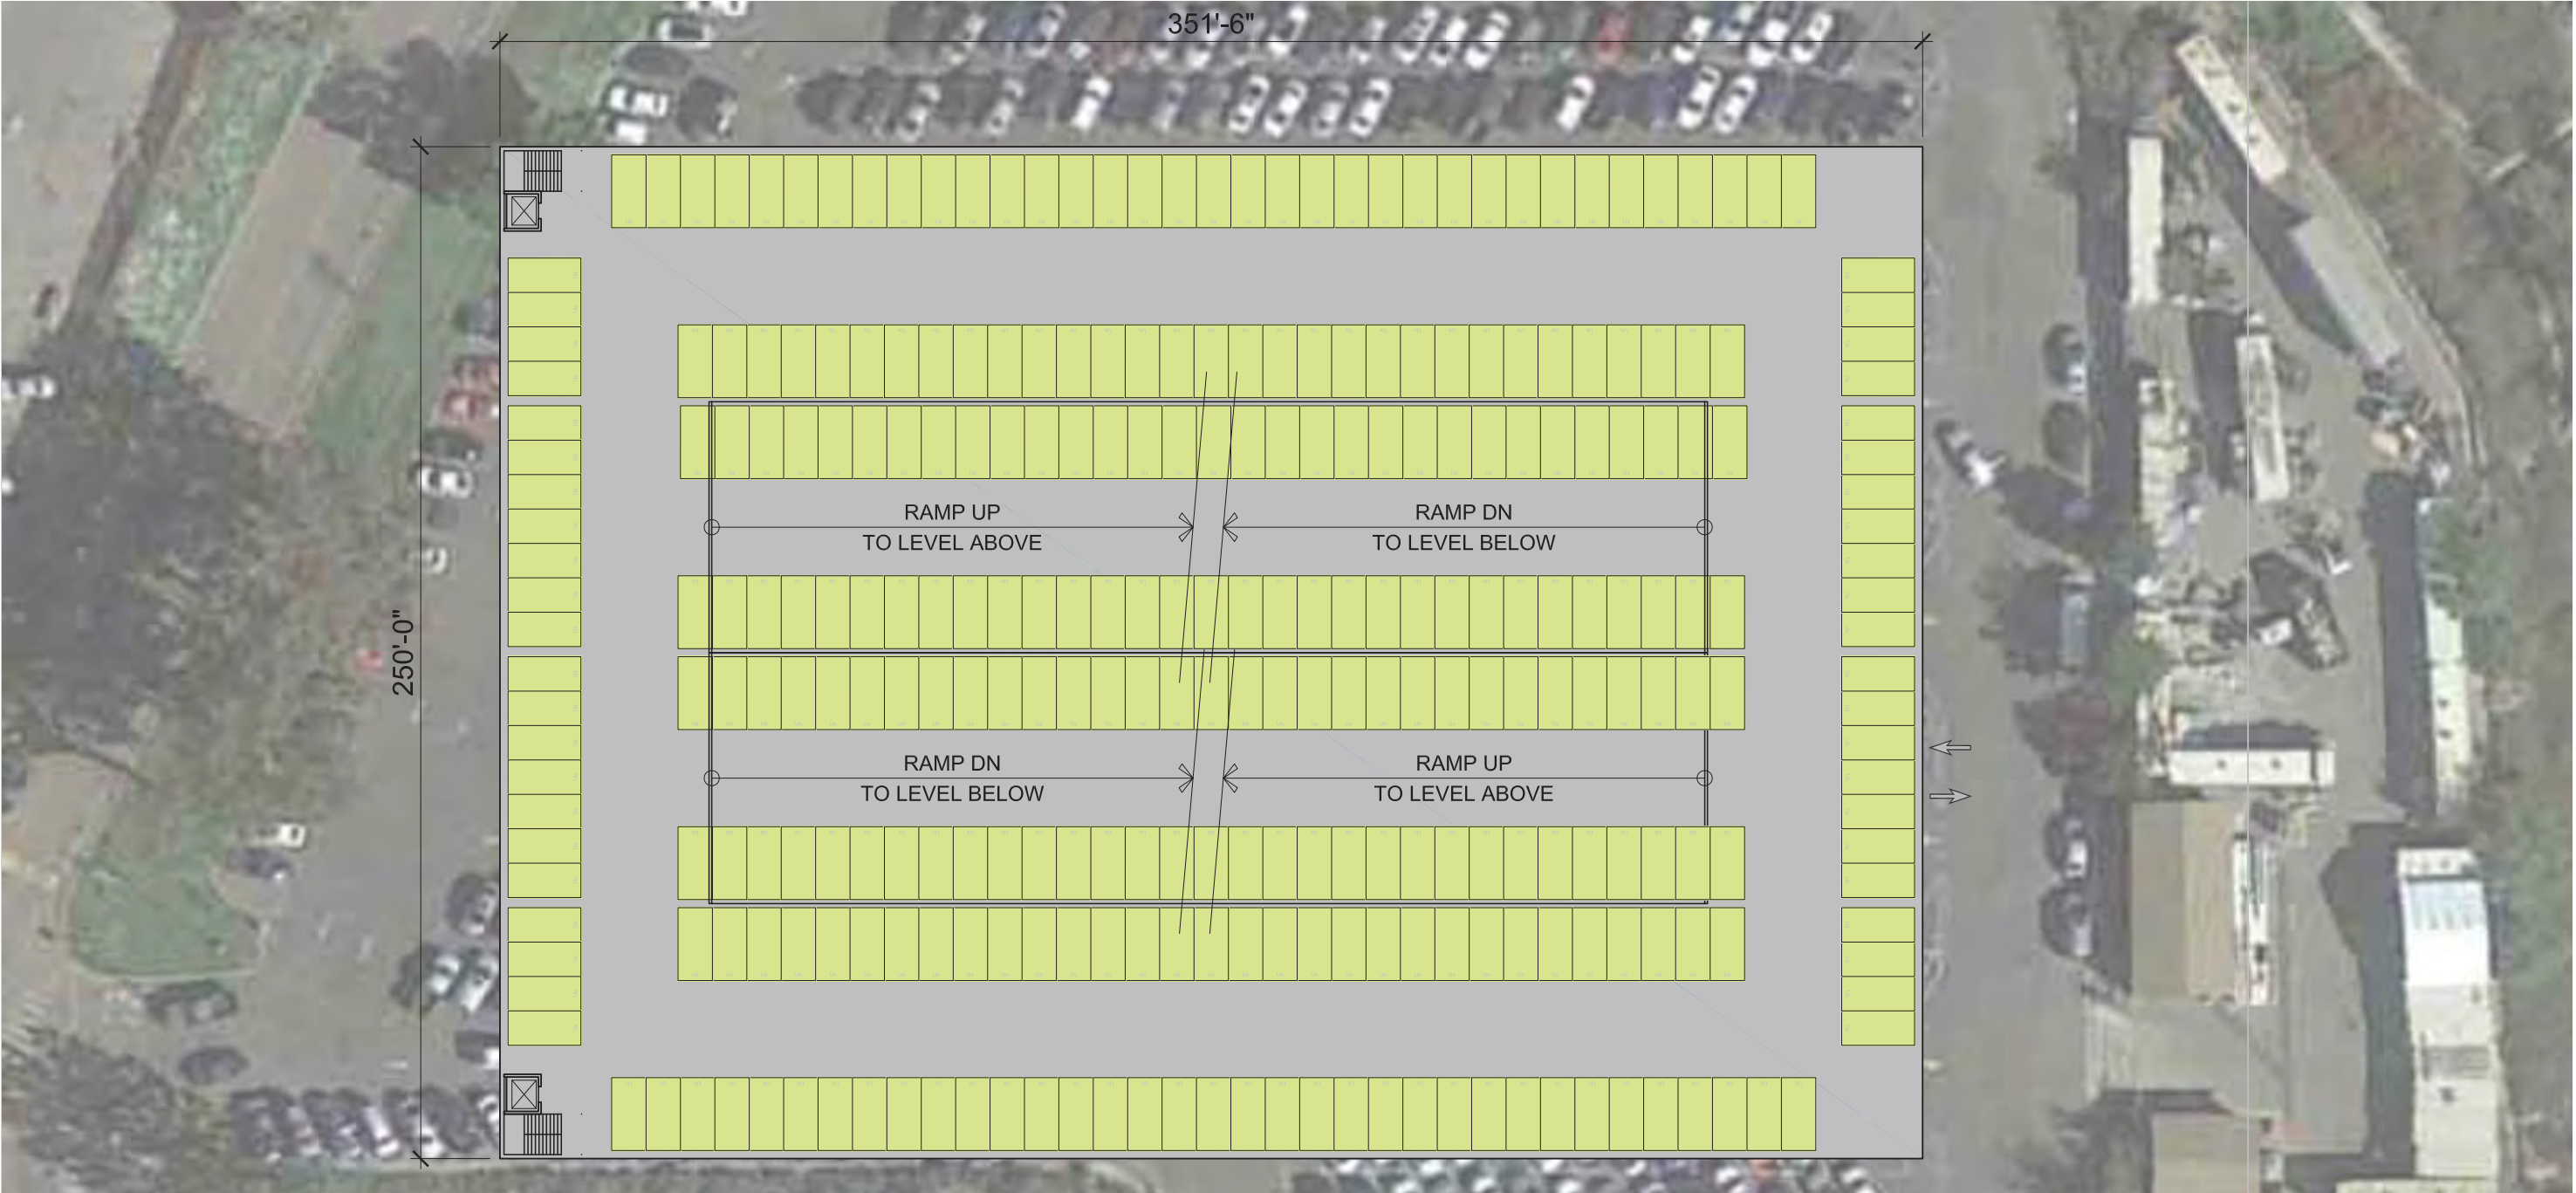 351'-6"
250'-0"
RAMP UP
TO LEVEL ABOVE
RAMP DN
TO LEVEL BELOW
RAMP DN
TO LEVEL BELOW
RAMP UP
TO LEVEL ABOVE